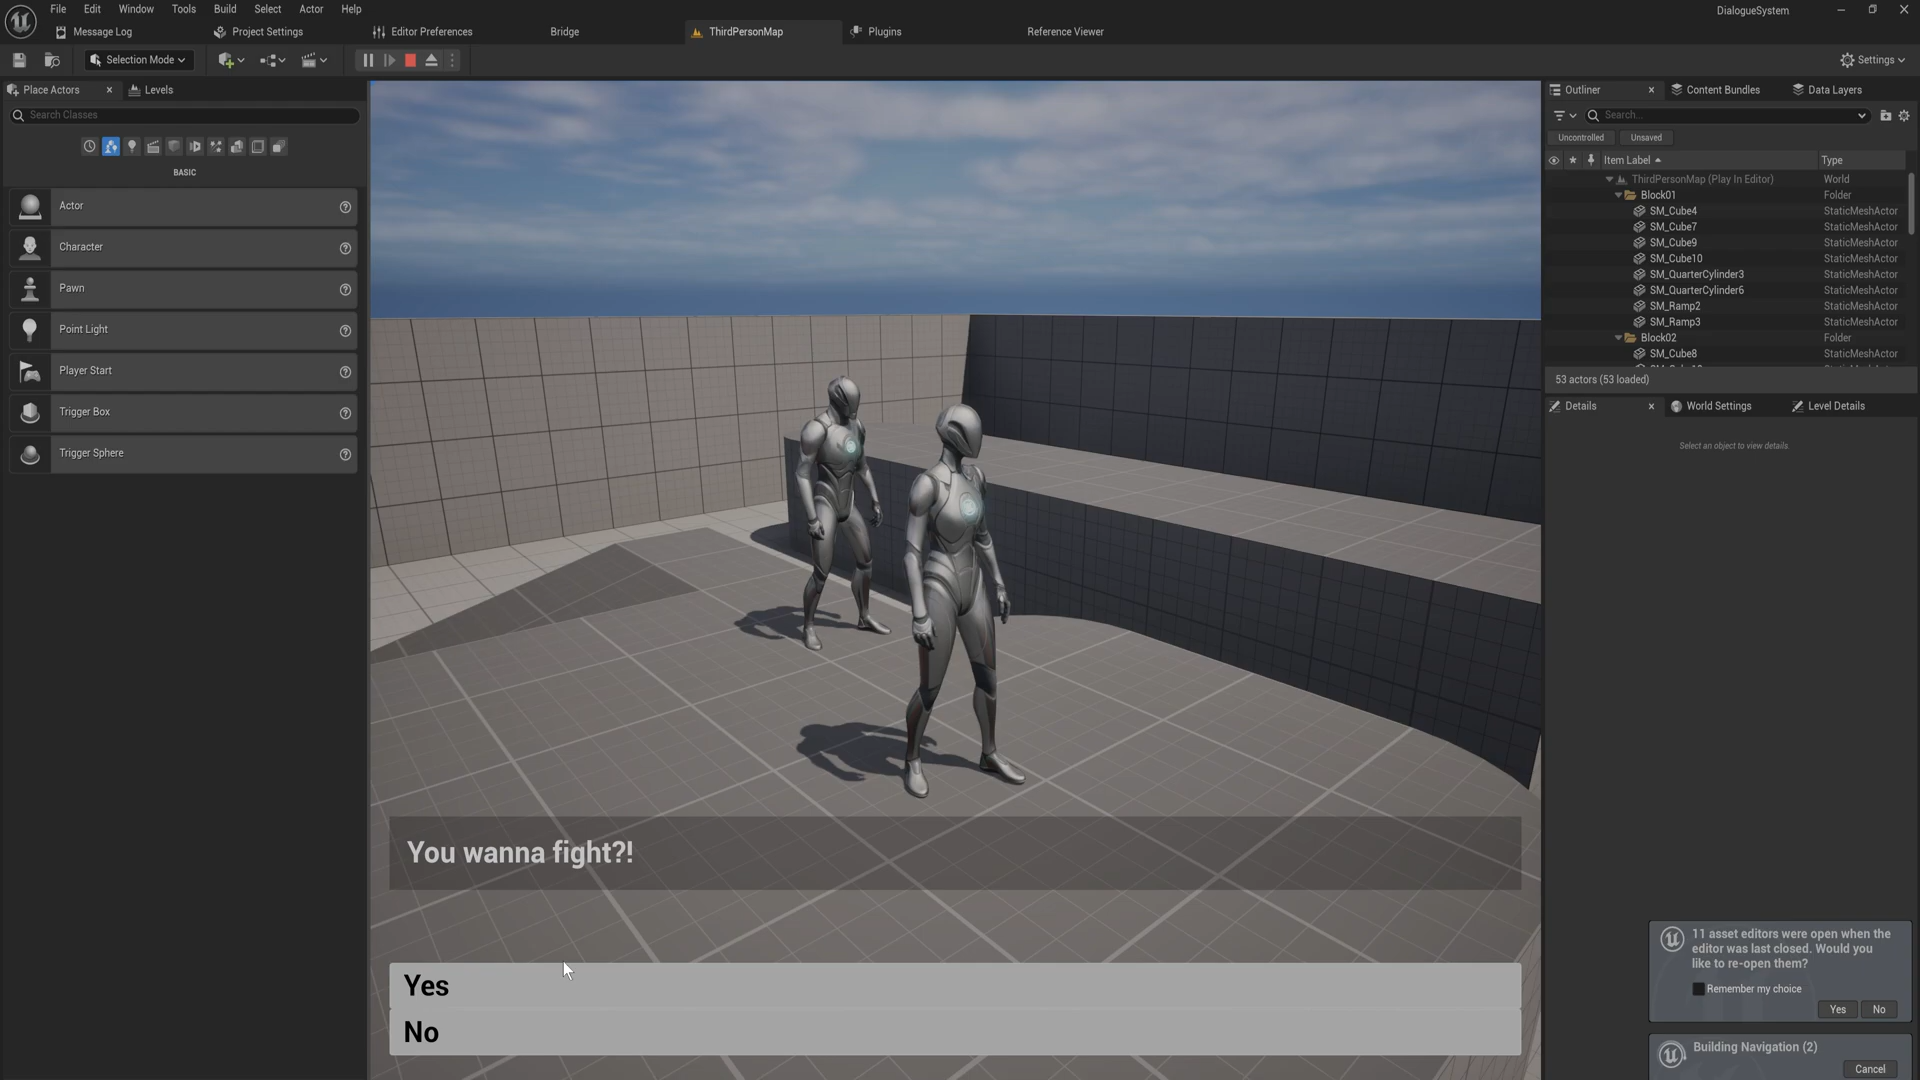 File Edit Window Tools Build Select Actor Help
DialogueSystem
Message Log
Project Settings
Editor Preferences
Bridge
ThirdPersonMap
Plugins
Reference Viewer
Selection Mode
Settings
Place Actors
Levels
Search Classes
BASIC
Actor
Character
Pawn
Point Light
Player Start
Trigger Box
Trigger Sphere
You wanna fight?!
Yes
No
Outliner
Content Bundles
Data Layers
Search...
Uncontrolled
Unsaved
Item Label Type
ThirdPersonMap (Play In Editor) World
Block01 Folder
SM_Cube4 StaticMeshActor
SM_Cube7 StaticMeshActor
SM_Cube9 StaticMeshActor
SM_Cube10 StaticMeshActor
SM_QuarterCylinder3 StaticMeshActor
SM_QuarterCylinder6 StaticMeshActor
SM_Ramp2 StaticMeshActor
SM_Ramp3 StaticMeshActor
Block02 Folder
SM_Cube8 StaticMeshActor
53 actors (53 loaded)
Details
World Settings
Level Details
Select an object to view details.
11 asset editors were open when the
editor was last closed. Would you
like to re-open them?
Remember my choice
Yes No
Building Navigation (2)
Cancel